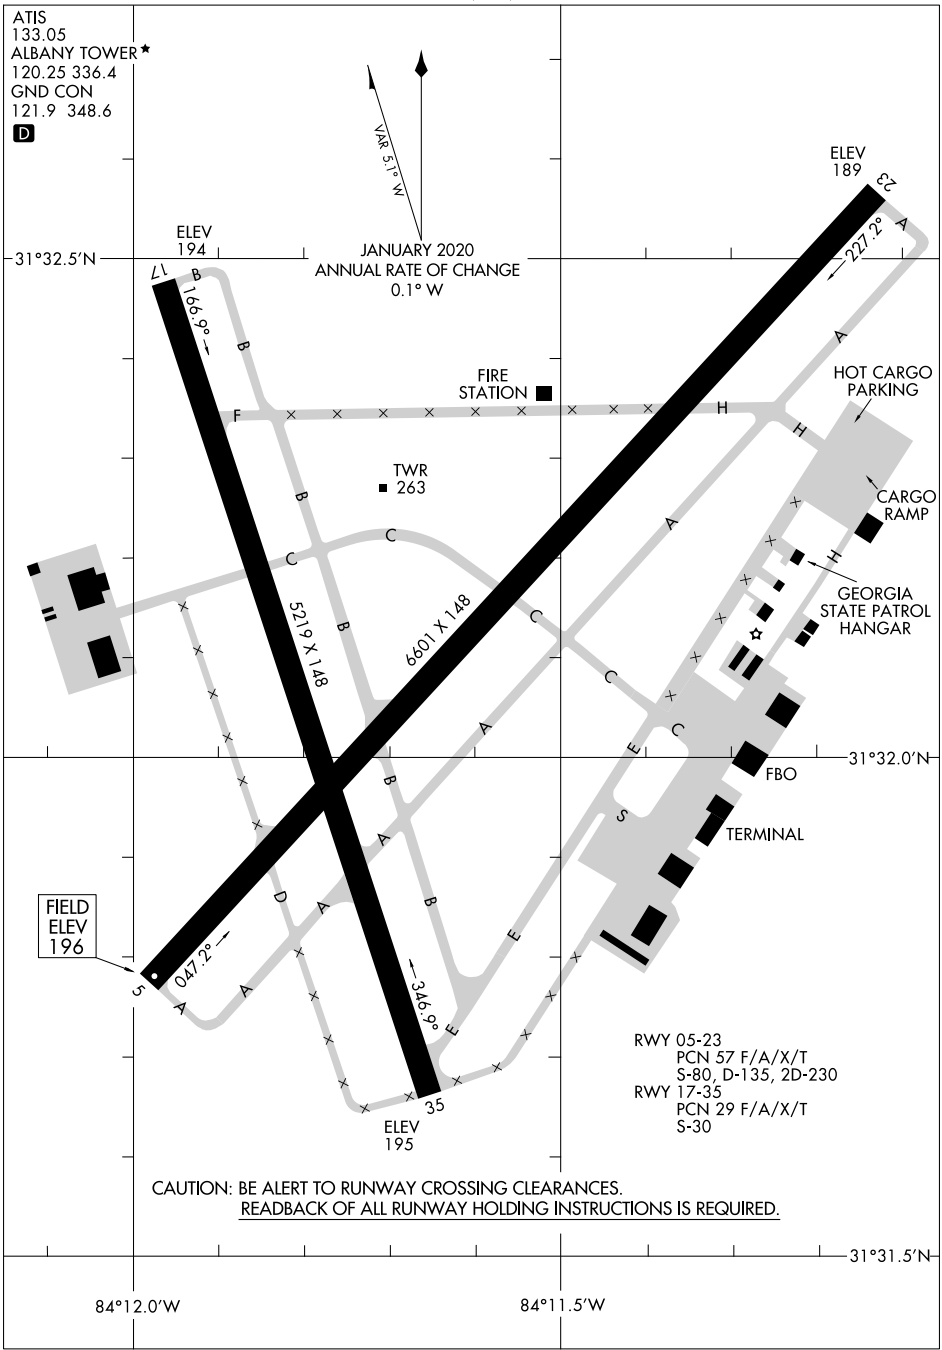 ATIS
133.05
ALBANY TOWER★
120.25 336.4
GND CON
121.9 348.6
D
VAR 5.1° W
JANUARY 2020
ANNUAL RATE OF CHANGE
0.1° W
ELEV
189
23
A
227.2°
ELEV
194
31°32.5'N
17
B
166.9°
B
A
HOT CARGO
PARKING
FIRE
STATION
F
H
H
TWR
263
B
A
CARGO
RAMP
C
C
H
GEORGIA
STATE PATROL
HANGAR
5219 X 148
6601 X 148
B
C
C
A
C
E
31°32.0'N
FBO
B
S
A
TERMINAL
D
A
B
E
FIELD
ELEV
196
047.2°
5
A
A
346.9°
E
35
ELEV
195
RWY 05-23
PCN 57 F/A/X/T
S-80, D-135, 2D-230
RWY 17-35
PCN 29 F/A/X/T
S-30
CAUTION: BE ALERT TO RUNWAY CROSSING CLEARANCES.
READBACK OF ALL RUNWAY HOLDING INSTRUCTIONS IS REQUIRED.
31°31.5'N
84°12.0'W
84°11.5'W